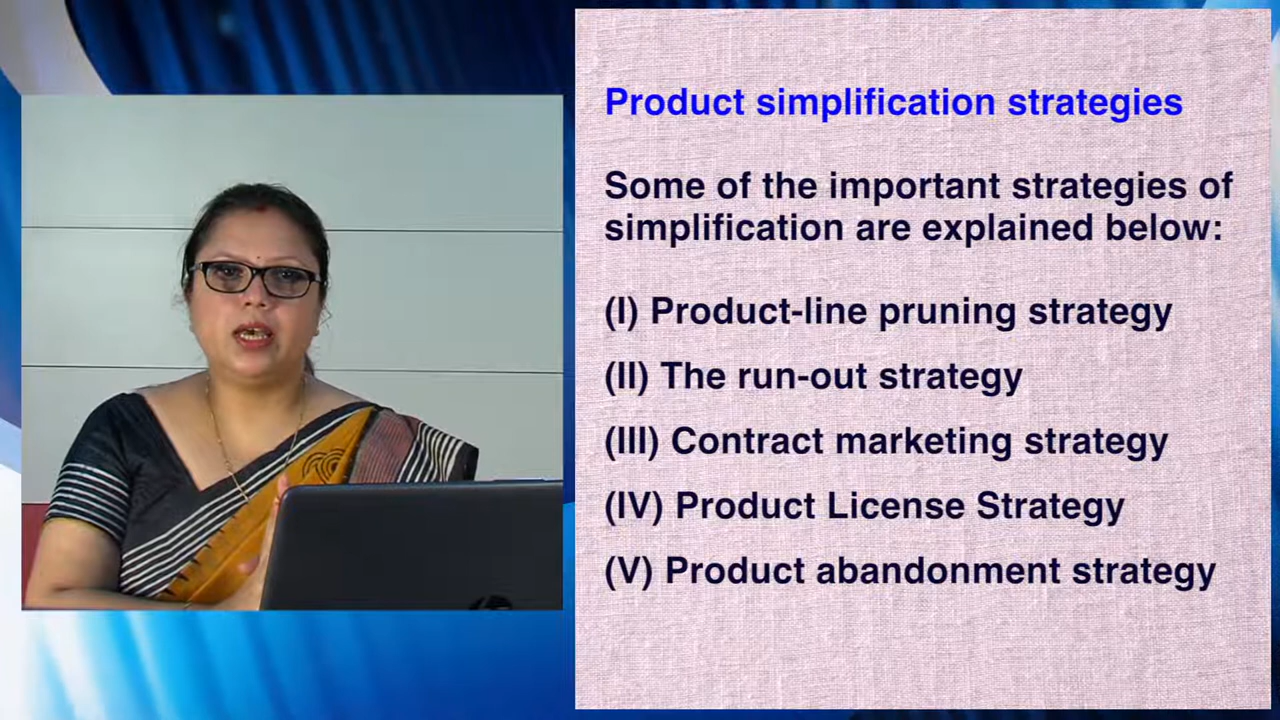 Product simplification strategies
Some of the important strategies of
simplification are explained below:
(I) Product-line pruning strategy
(II) The run-out strategy
(III) Contract marketing strategy
(IV) Product License Strategy
(V) Product abandonment strategy